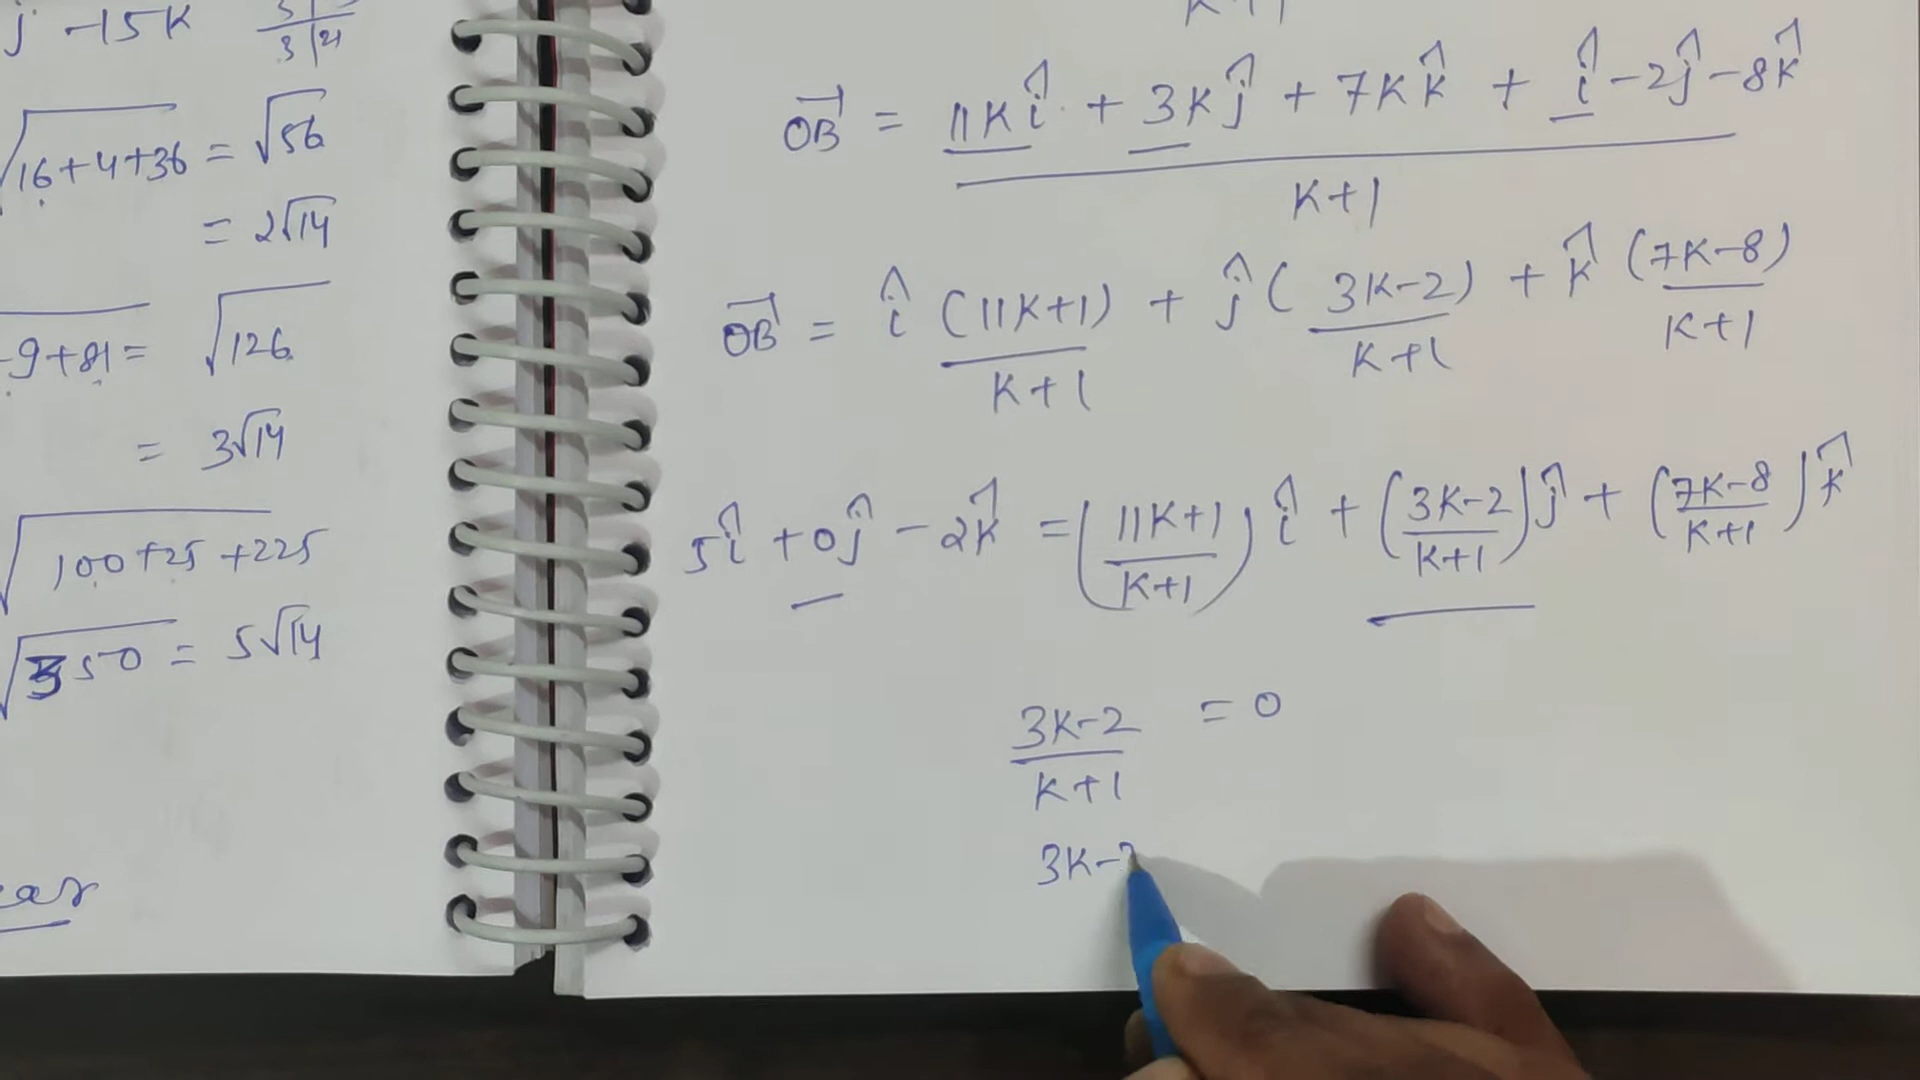 j -15K
16+4+36 = √56
= 2√14
9+81 = √126
= 3√14
√100+25+225
√350 = 5√14
K+1
OB⃗ = 11Kî + 3Kĵ + 7Kk̂ + î-2ĵ-8k̂
K+1
OB⃗ = î (11K+1)/(K+1) + ĵ (3K-2)/(K+1) + k̂ (7K-8)/(K+1)
5î + 0ĵ - 2k̂ = (11K+1/K+1) î + (3K-2/K+1) ĵ + (7K-8/K+1) k̂
3K-2/K+1 = 0
3K-2